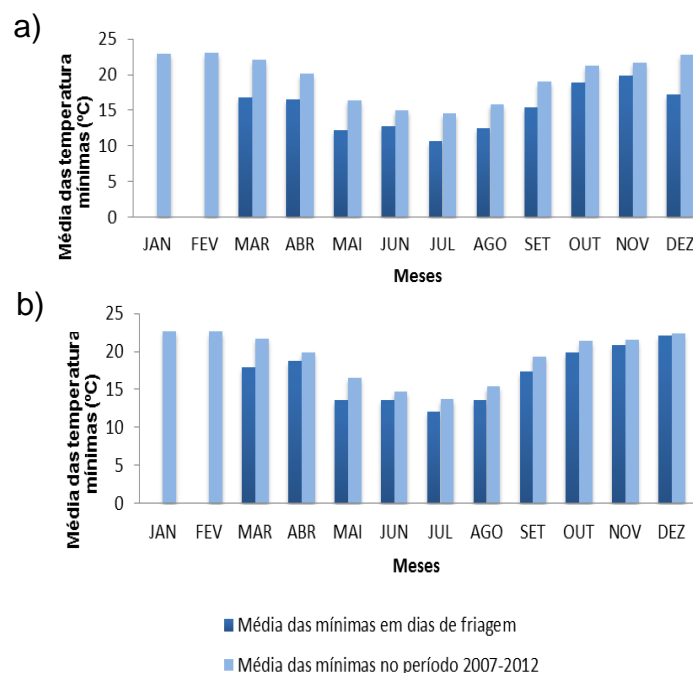 a)
Média das temperatura
mínimas (ºC)
25
20
15
10
5
0
JAN FEV MAR ABR MAI JUN JUL AGO SET OUT NOV DEZ
Meses
b)
Média das temperatura
mínimas (ºC)
25
20
15
10
5
0
JAN FEV MAR ABR MAI JUN JUL AGO SET OUT NOV DEZ
Meses
Média das mínimas em dias de friagem
Média das mínimas no período 2007-2012